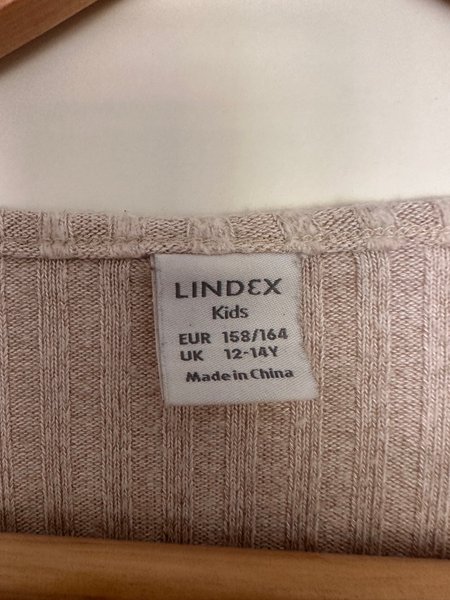 LINDEX
Kids
EUR 158/164
UK 12-14Y
Made in China